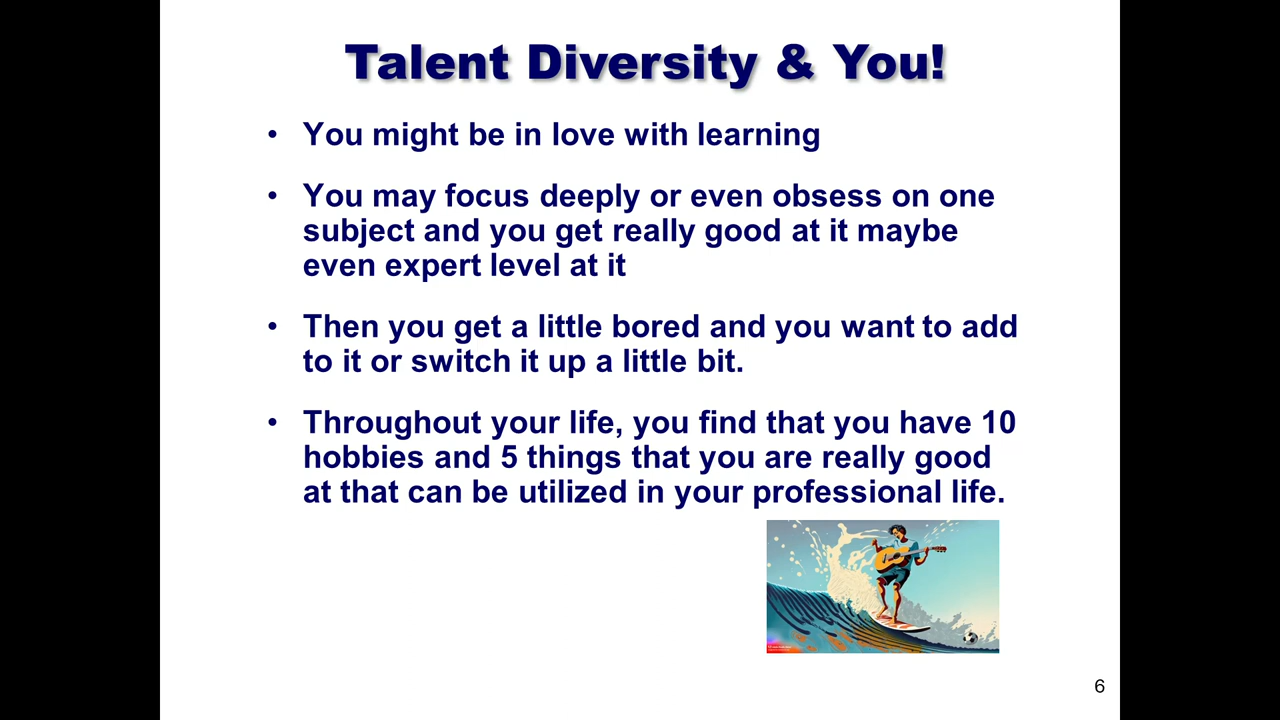 Talent Diversity & You!
• You might be in love with learning
• You may focus deeply or even obsess on one
subject and you get really good at it maybe
even expert level at it
• Then you get a little bored and you want to add
to it or switch it up a little bit.
• Throughout your life, you find that you have 10
hobbies and 5 things that you are really good
at that can be utilized in your professional life.
6